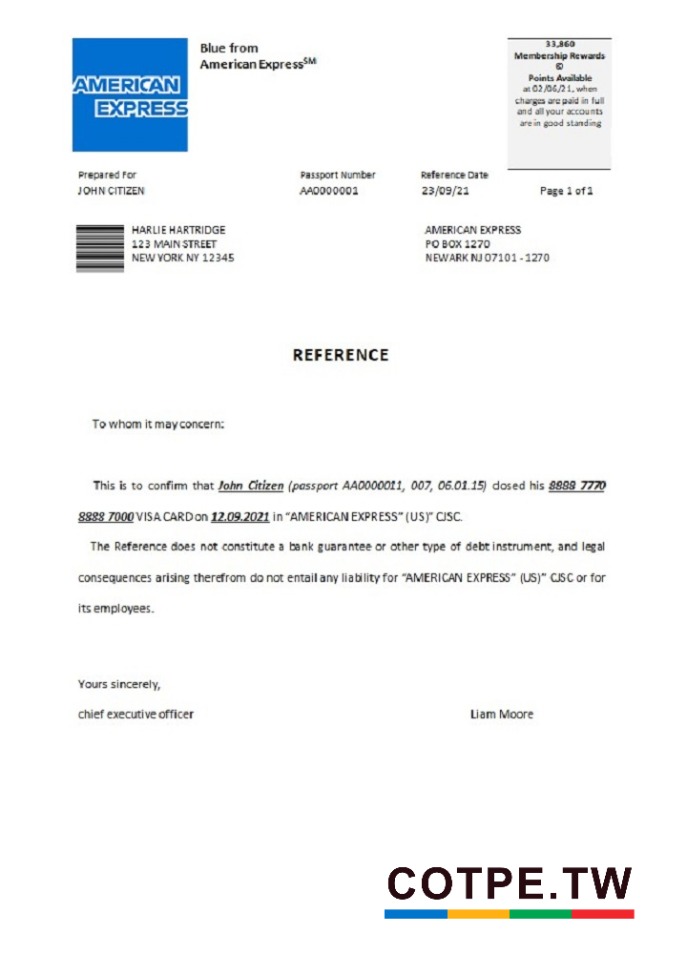 AMERICAN
EXPRESS
Blue from
American Express℠
33,860
Membership Rewards
©
Points Available
at 02/06/21, when
charges are paid in full
and all your accounts
are in good standing
Prepared For
JOHN CITIZEN
Passport Number
AA0000001
Reference Date
23/09/21
Page 1 of 1
HARLIE HARTRIDGE
123 MAIN STREET
NEW YORK NY 12345
AMERICAN EXPRESS
PO BOX 1270
NEWARK NJ 07101 - 1270
REFERENCE
To whom it may concern:
This is to confirm that John Citizen (passport AA0000011, 007, 06.01.15) closed his 8888 7770
8888 7000 VISA CARD on 12.09.2021 in “AMERICAN EXPRESS” (US)” CJSC.
The Reference does not constitute a bank guarantee or other type of debt instrument, and legal
consequences arising therefrom do not entail any liability for “AMERICAN EXPRESS” (US)” CJSC or for
its employees.
Yours sincerely,
chief executive officer
Liam Moore
COTPE.TW